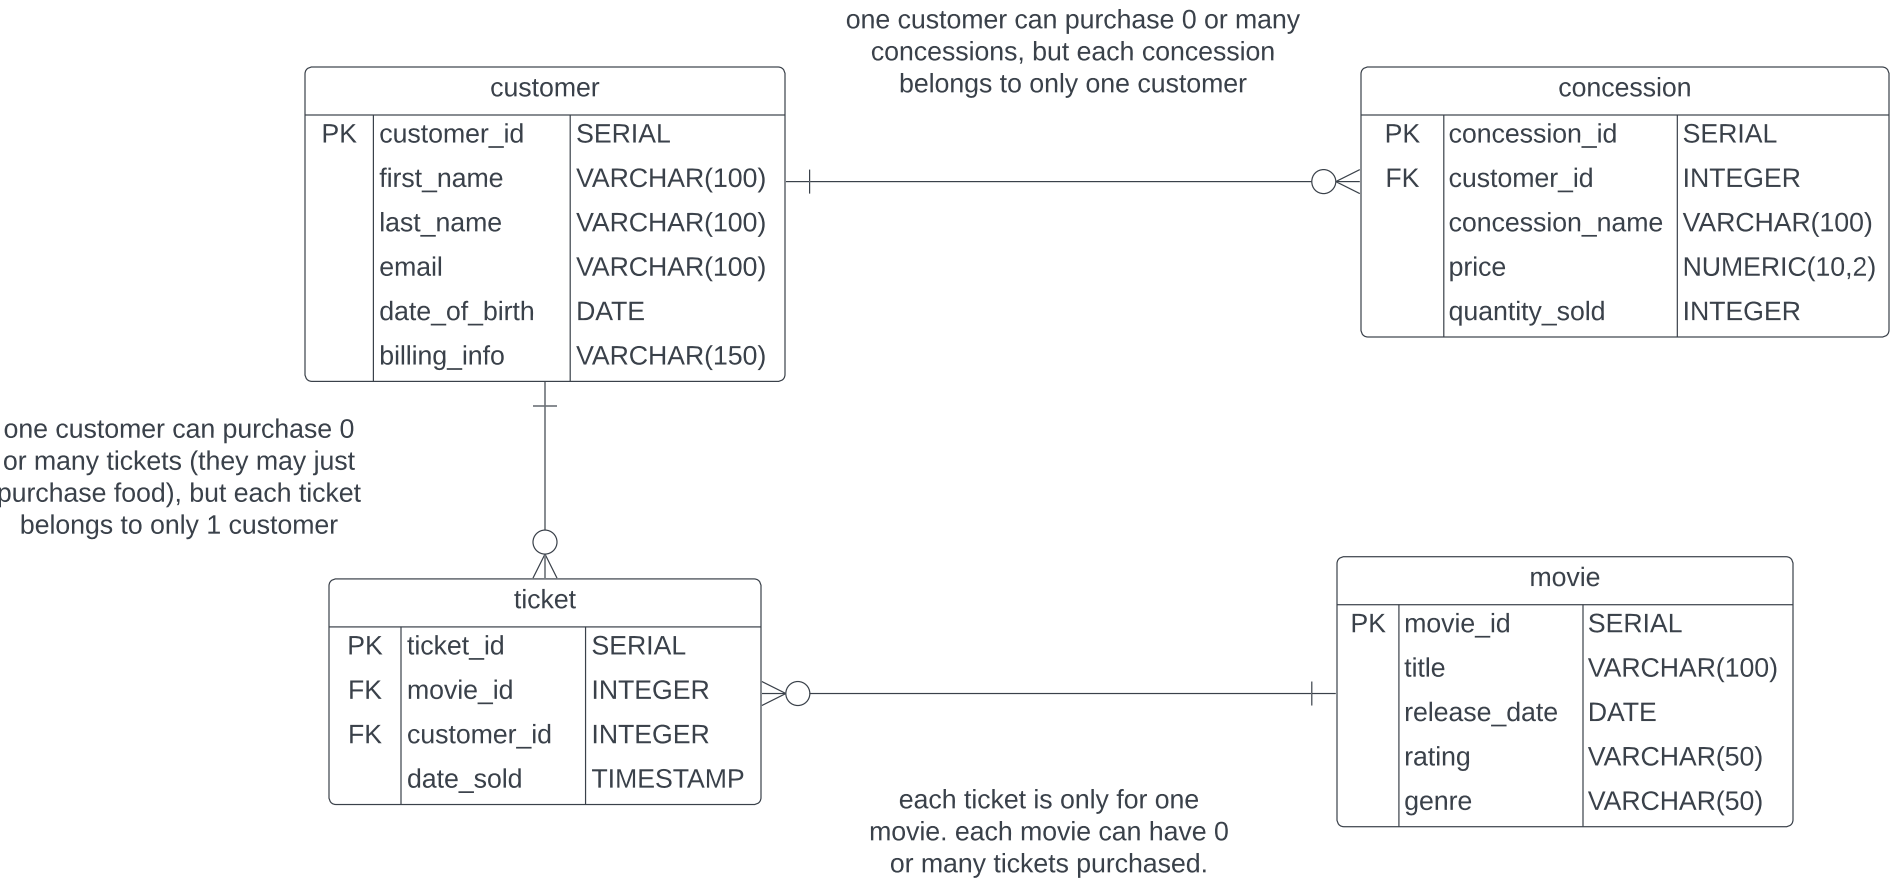 one customer can purchase 0 or many
concessions, but each concession
belongs to only one customer
customer
PK customer_id SERIAL
first_name VARCHAR(100)
last_name VARCHAR(100)
email VARCHAR(100)
date_of_birth DATE
billing_info VARCHAR(150)
concession
PK concession_id SERIAL
FK customer_id INTEGER
concession_name VARCHAR(100)
price NUMERIC(10,2)
quantity_sold INTEGER
one customer can purchase 0
or many tickets (they may just
purchase food), but each ticket
belongs to only 1 customer
ticket
PK ticket_id SERIAL
FK movie_id INTEGER
FK customer_id INTEGER
date_sold TIMESTAMP
movie
PK movie_id SERIAL
title VARCHAR(100)
release_date DATE
rating VARCHAR(50)
genre VARCHAR(50)
each ticket is only for one
movie. each movie can have 0
or many tickets purchased.